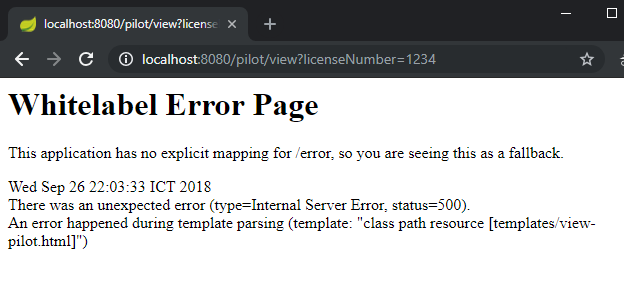 localhost:8080/pilot/view?license
localhost:8080/pilot/view?licenseNumber=1234
Whitelabel Error Page
This application has no explicit mapping for /error, so you are seeing this as a fallback.
Wed Sep 26 22:03:33 ICT 2018
There was an unexpected error (type=Internal Server Error, status=500).
An error happened during template parsing (template: "class path resource [templates/view-
pilot.html]")